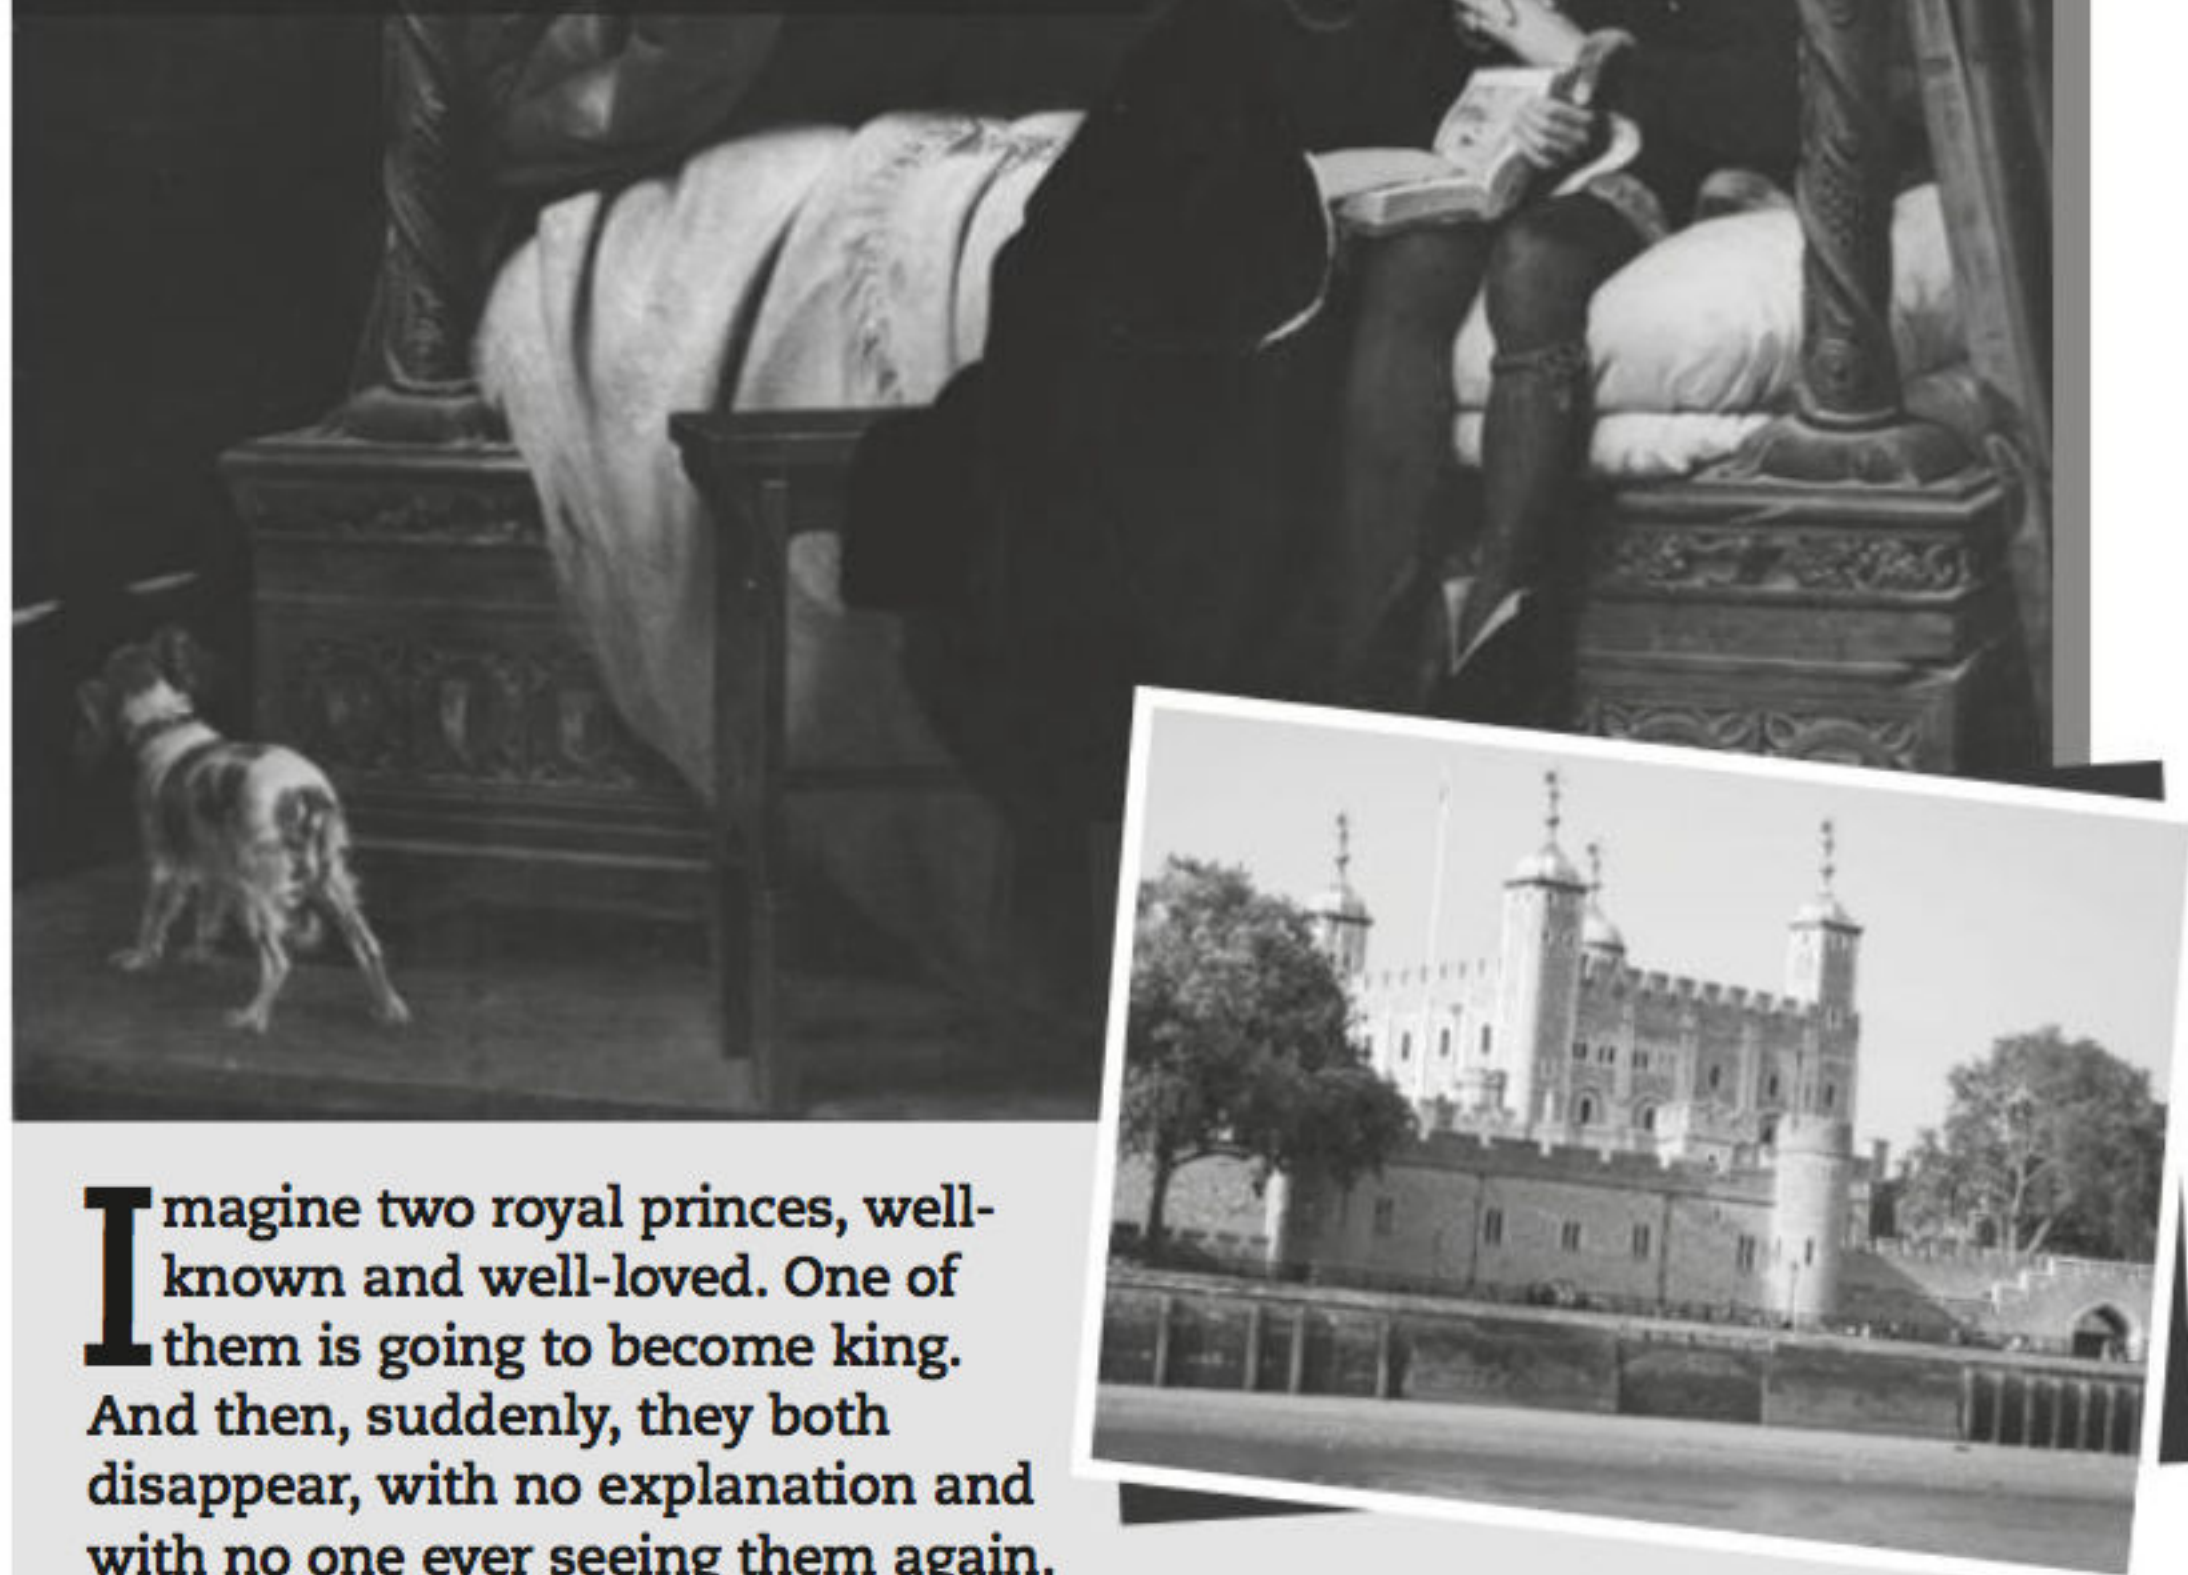 Imagine two royal princes, well-
known and well-loved. One of
them is going to become king.
And then, suddenly, they both
disappear, with no explanation and
with no one ever seeing them again.